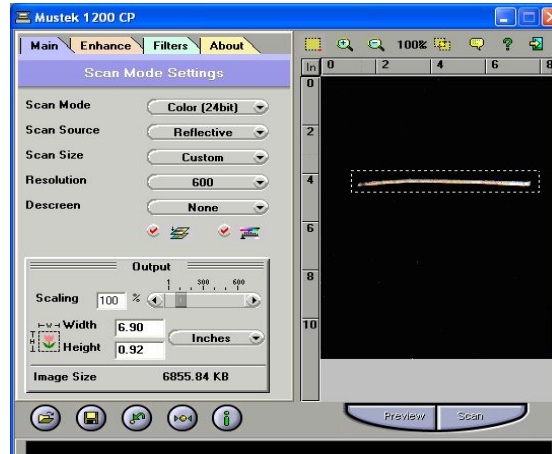 Mustek 1200 CP
Main Enhance Filters About
100%
Scan Mode Settings
In 0 2 4 6 8
0
2
4
6
8
10
Scan Mode Color (24bit)
Scan Source Reflective
Scan Size Custom
Resolution 600
Descreen None
Output
1 300 600
Scaling 100 %
W Width 6.90
Inches
H Height 0.92
Image Size 6855.84 KB
Preview Scan